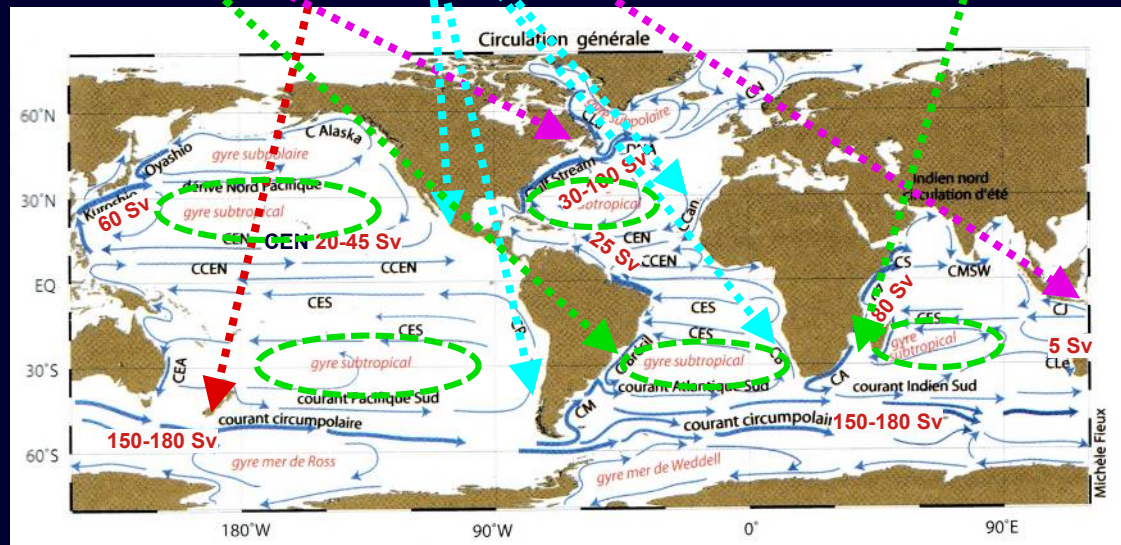 Circulation générale
60°N
30°N
EQ
30°S
60°S
180°W
90°W
0°
90°E
C Alaska
gyre subpolaire
Oyashio
dérive Nord Pacifique
Kuroshio
60 Sv
gyre subtropical
CEN
CEN 20-45 Sv
CCEN
CCEN
CES
CES
CES
gyre subtropical
CEA
courant Pacifique Sud
courant circumpolaire
150-180 Sv
gyre mer de Ross
gyre subpolaire
CN
Gulf Stream
30-100 Sv
CCan
25 Sv
CEN
CCEN
CES
CES
C Brésil
gyre subtropical
CB
courant Atlantique Sud
CM
courant circumpolair
150-180 Sv
gyre mer de Weddell
Indien nord
circulation d'été
CS
CMSW
80 Sv
CES
gyre
subtropical
CJ
5 Sv
CLe
CA
courant Indien Sud
Michèle Fieux